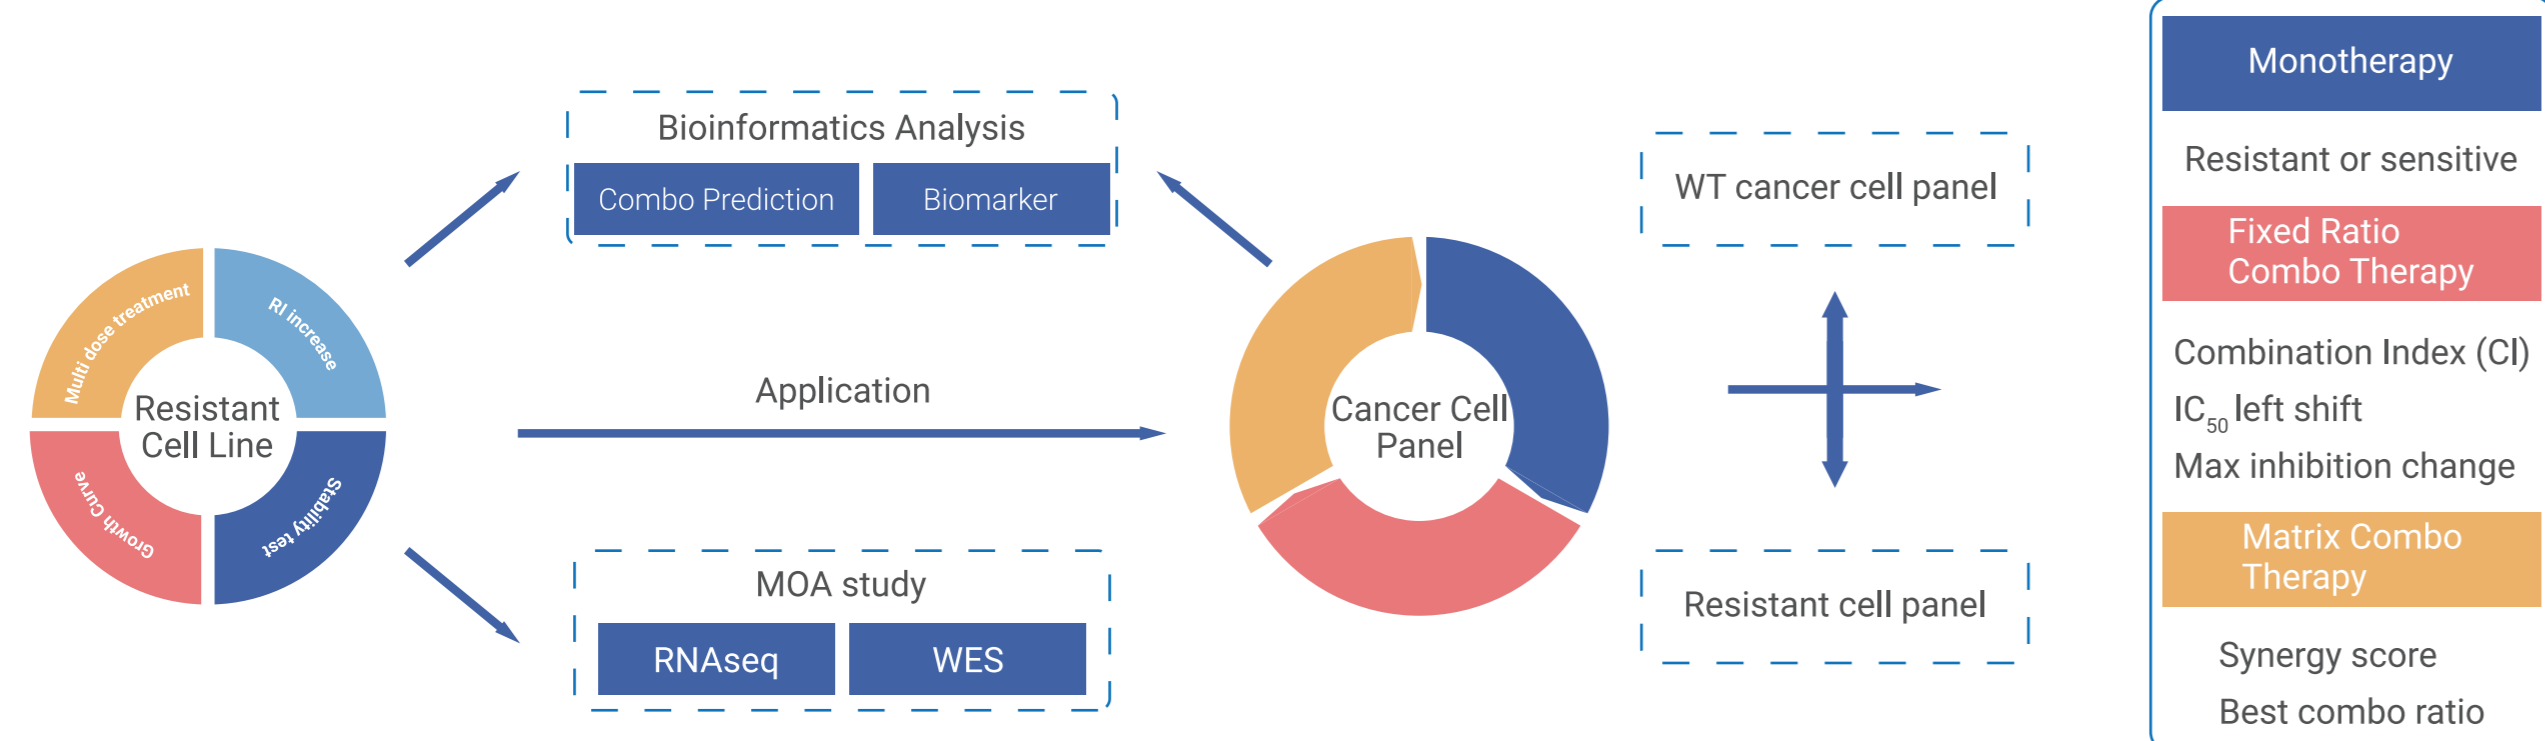 Multi dose treatment
RI increase
Resistant
Cell Line
Growth Curve
Stability test
Bioinformatics Analysis
Combo Prediction
Biomarker
Application
MOA study
RNAseq
WES
Cancer Cell
Panel
WT cancer cell panel
Resistant cell panel
Monotherapy
Resistant or sensitive
Fixed Ratio
Combo Therapy
Combination Index (CI)
IC50 left shift
Max inhibition change
Matrix Combo
Therapy
Synergy score
Best combo ratio